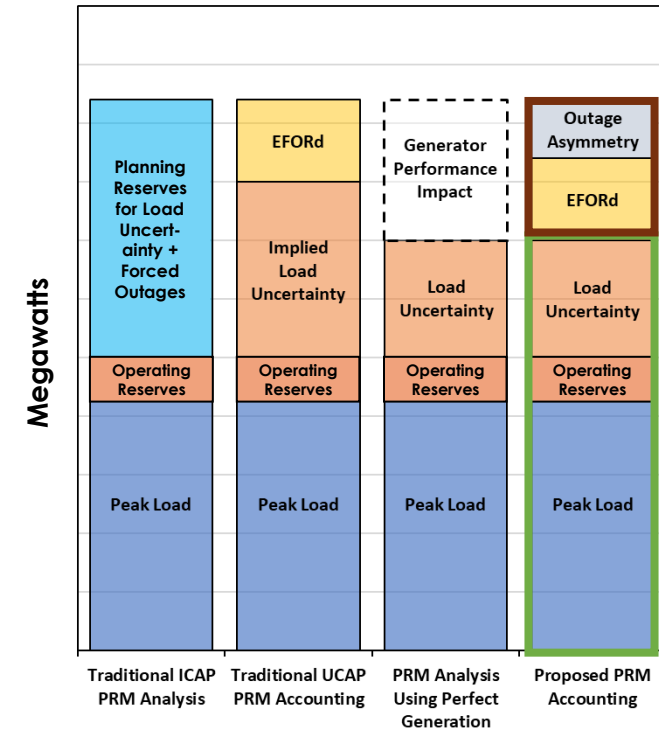 Megawatts
Planning
Reserves
for Load
Uncert-
ainty +
Forced
Outages
Operating
Reserves
Peak Load
EFORd
Implied
Load
Uncertainty
Operating
Reserves
Peak Load
Generator
Performance
Impact
Load
Uncertainty
Operating
Reserves
Peak Load
Outage
Asymmetry
EFORd
Load
Uncertainty
Operating
Reserves
Peak Load
Traditional ICAP
PRM Analysis
Traditional UCAP
PRM Accounting
PRM Analysis
Using Perfect
Generation
Proposed PRM
Accounting